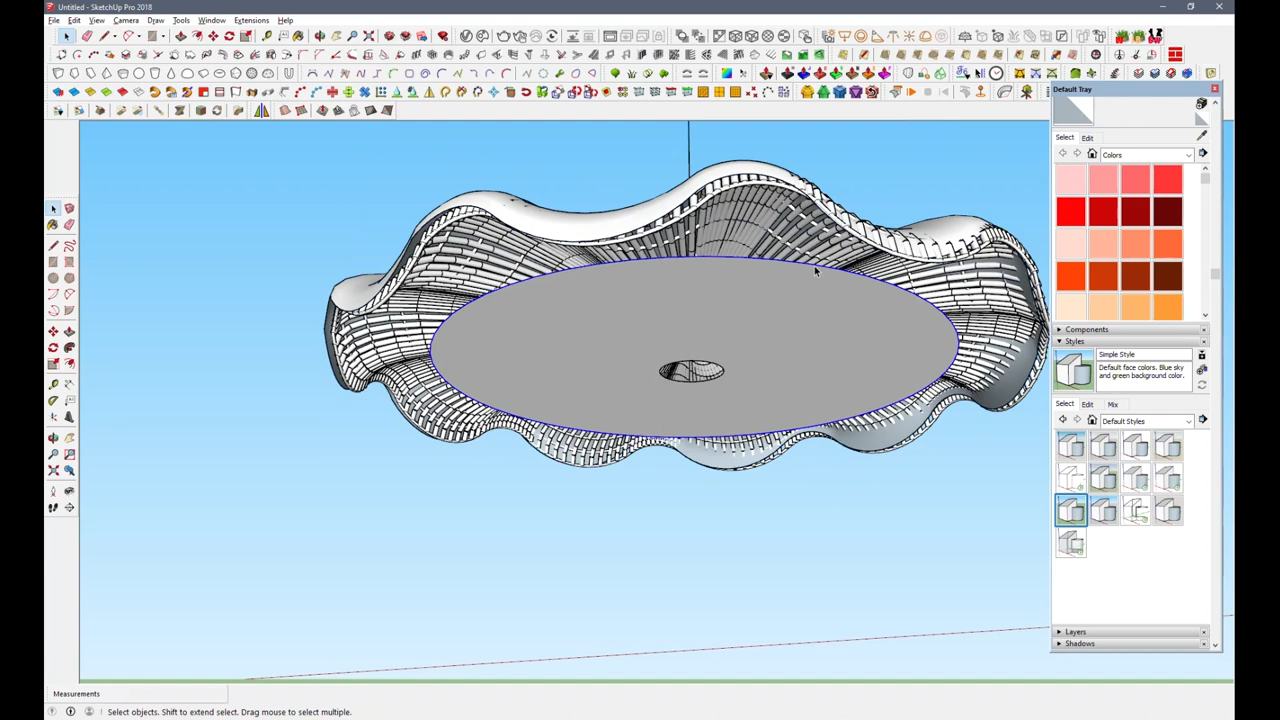 Untitled - SketchUp Pro 2018
File Edit View Camera Draw Tools Window Extensions Help
Default Tray
Select Edit
Colors
Components
Styles
Simple Style
Default face colors. Blue sky
and green background color.
Select Edit Mix
Default Styles
Layers
Shadows
Measurements
Select objects. Shift to extend select. Drag mouse to select multiple.